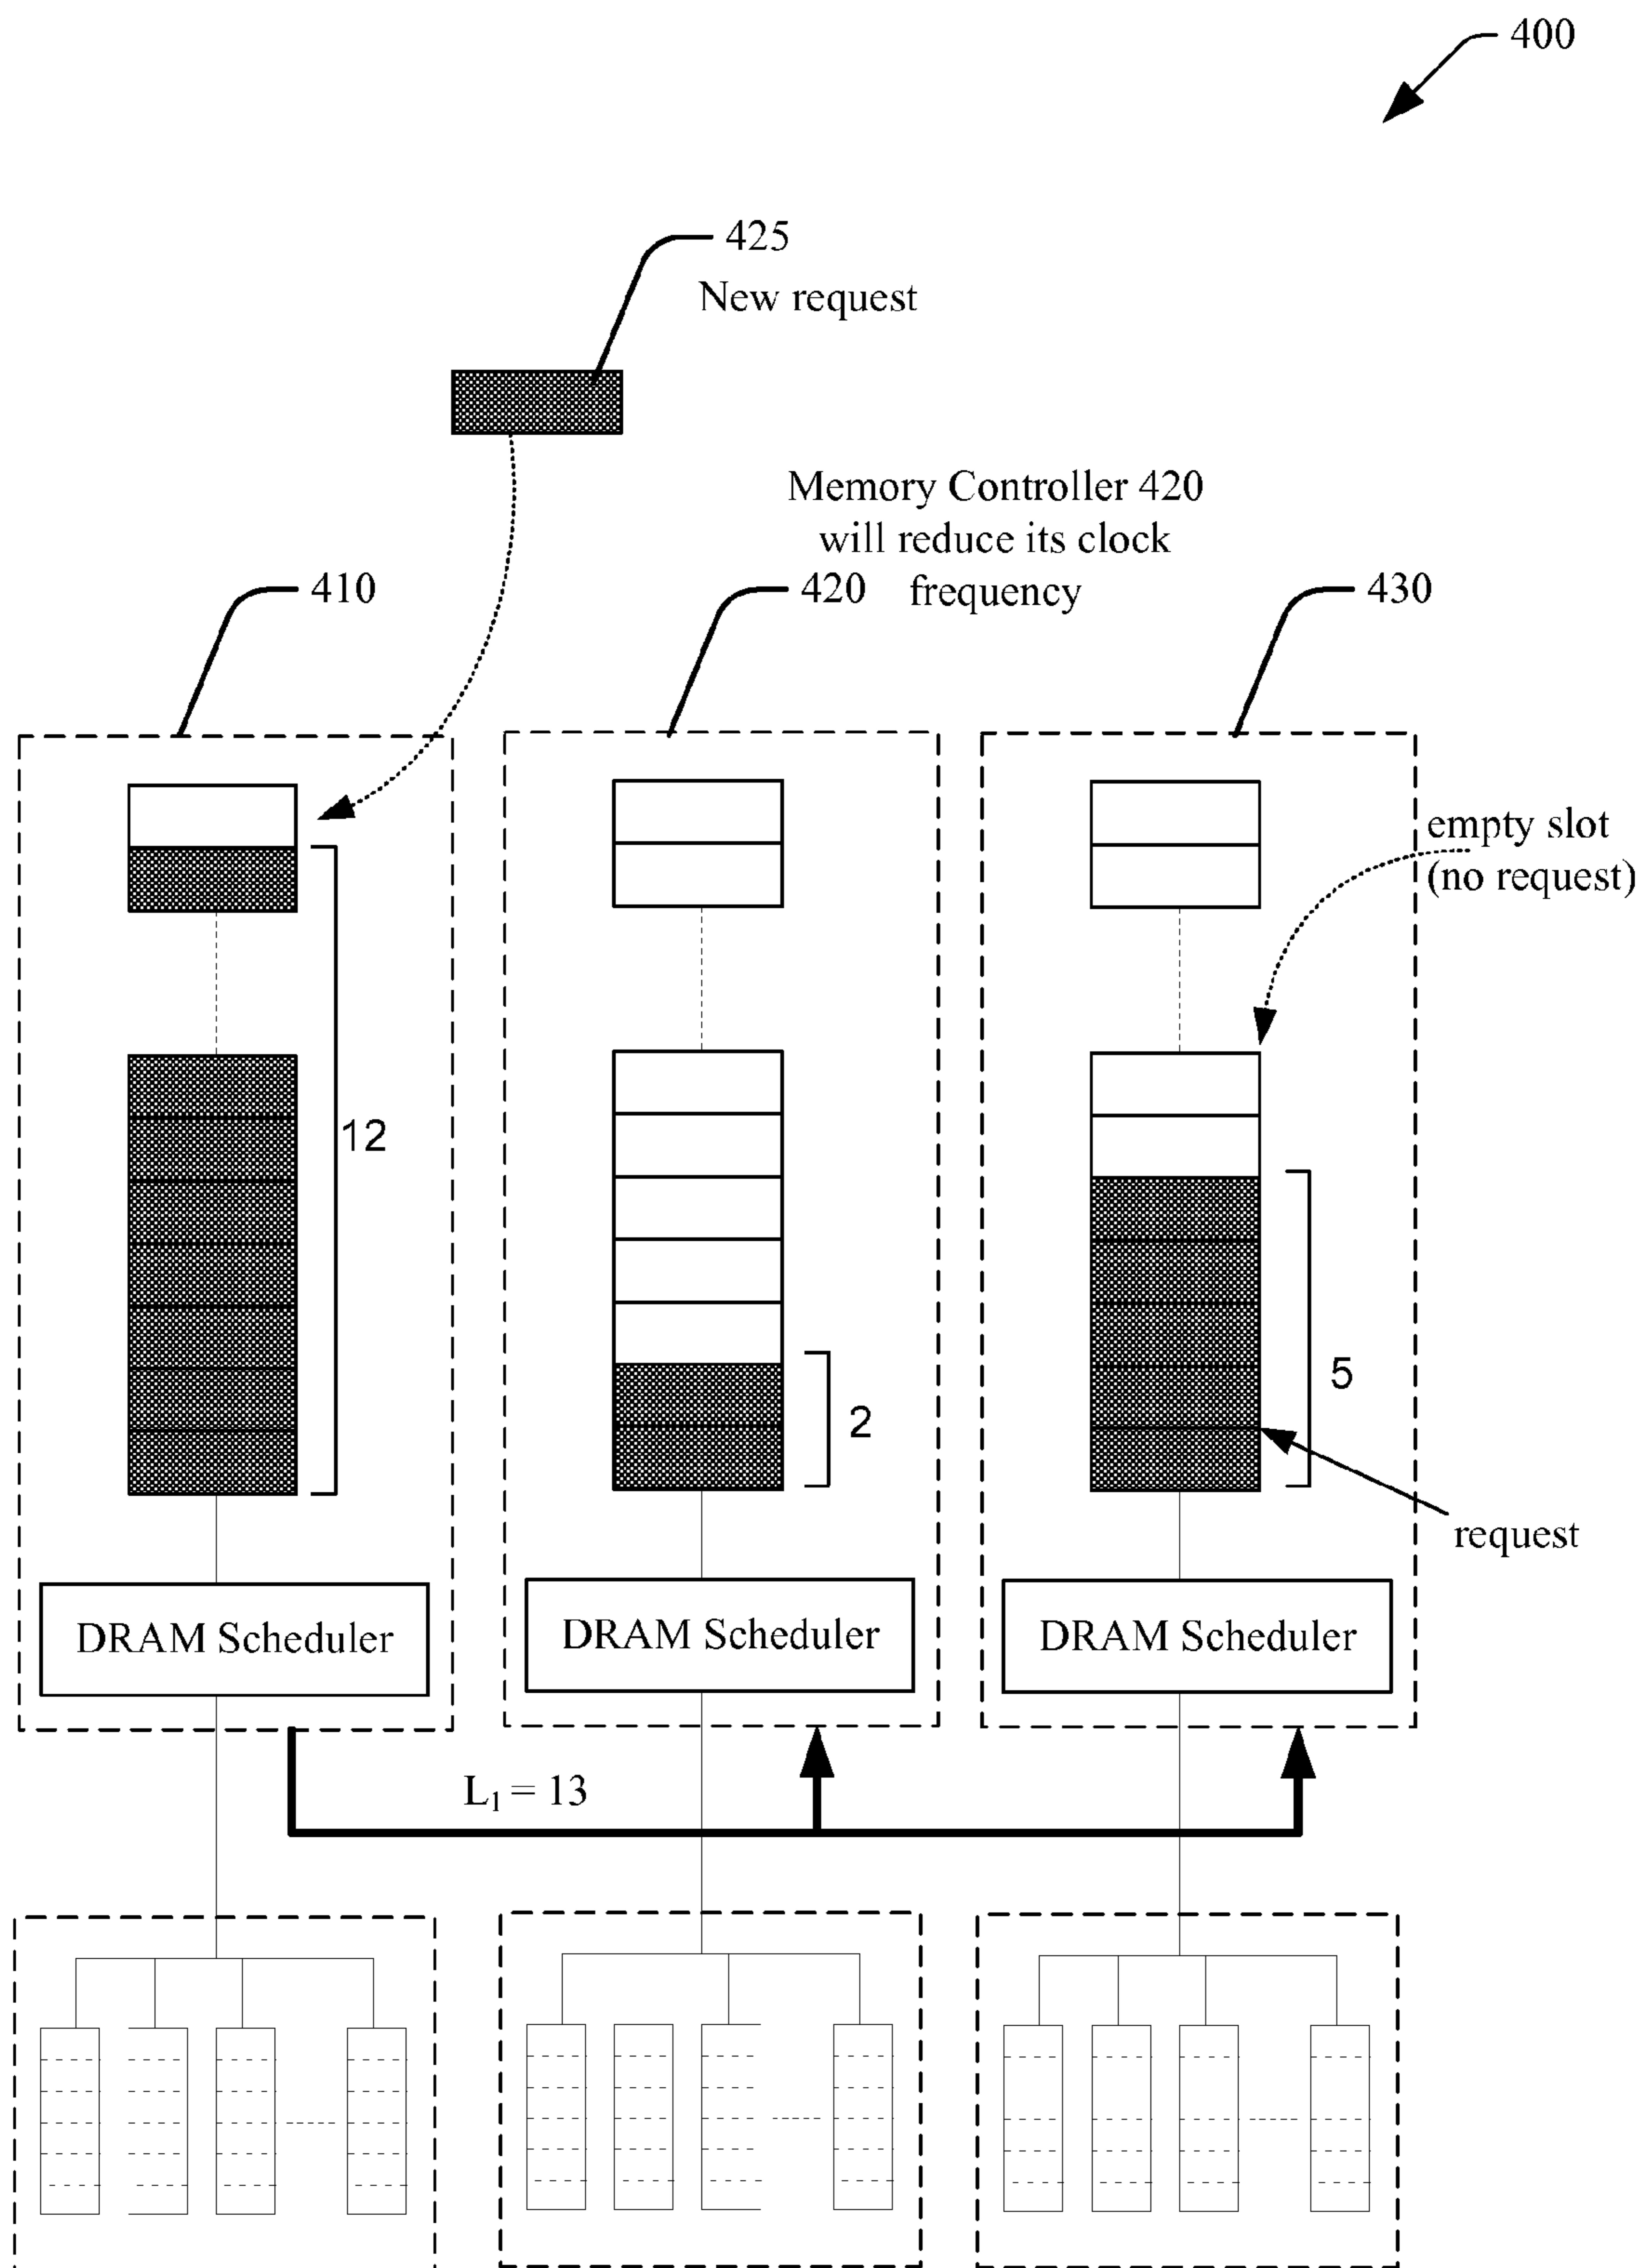 400
425
New request
Memory Controller 420
will reduce its clock
frequency
410
420
430
empty slot
(no request)
12
5
2
request
DRAM Scheduler
DRAM Scheduler
DRAM Scheduler
L₁ = 13